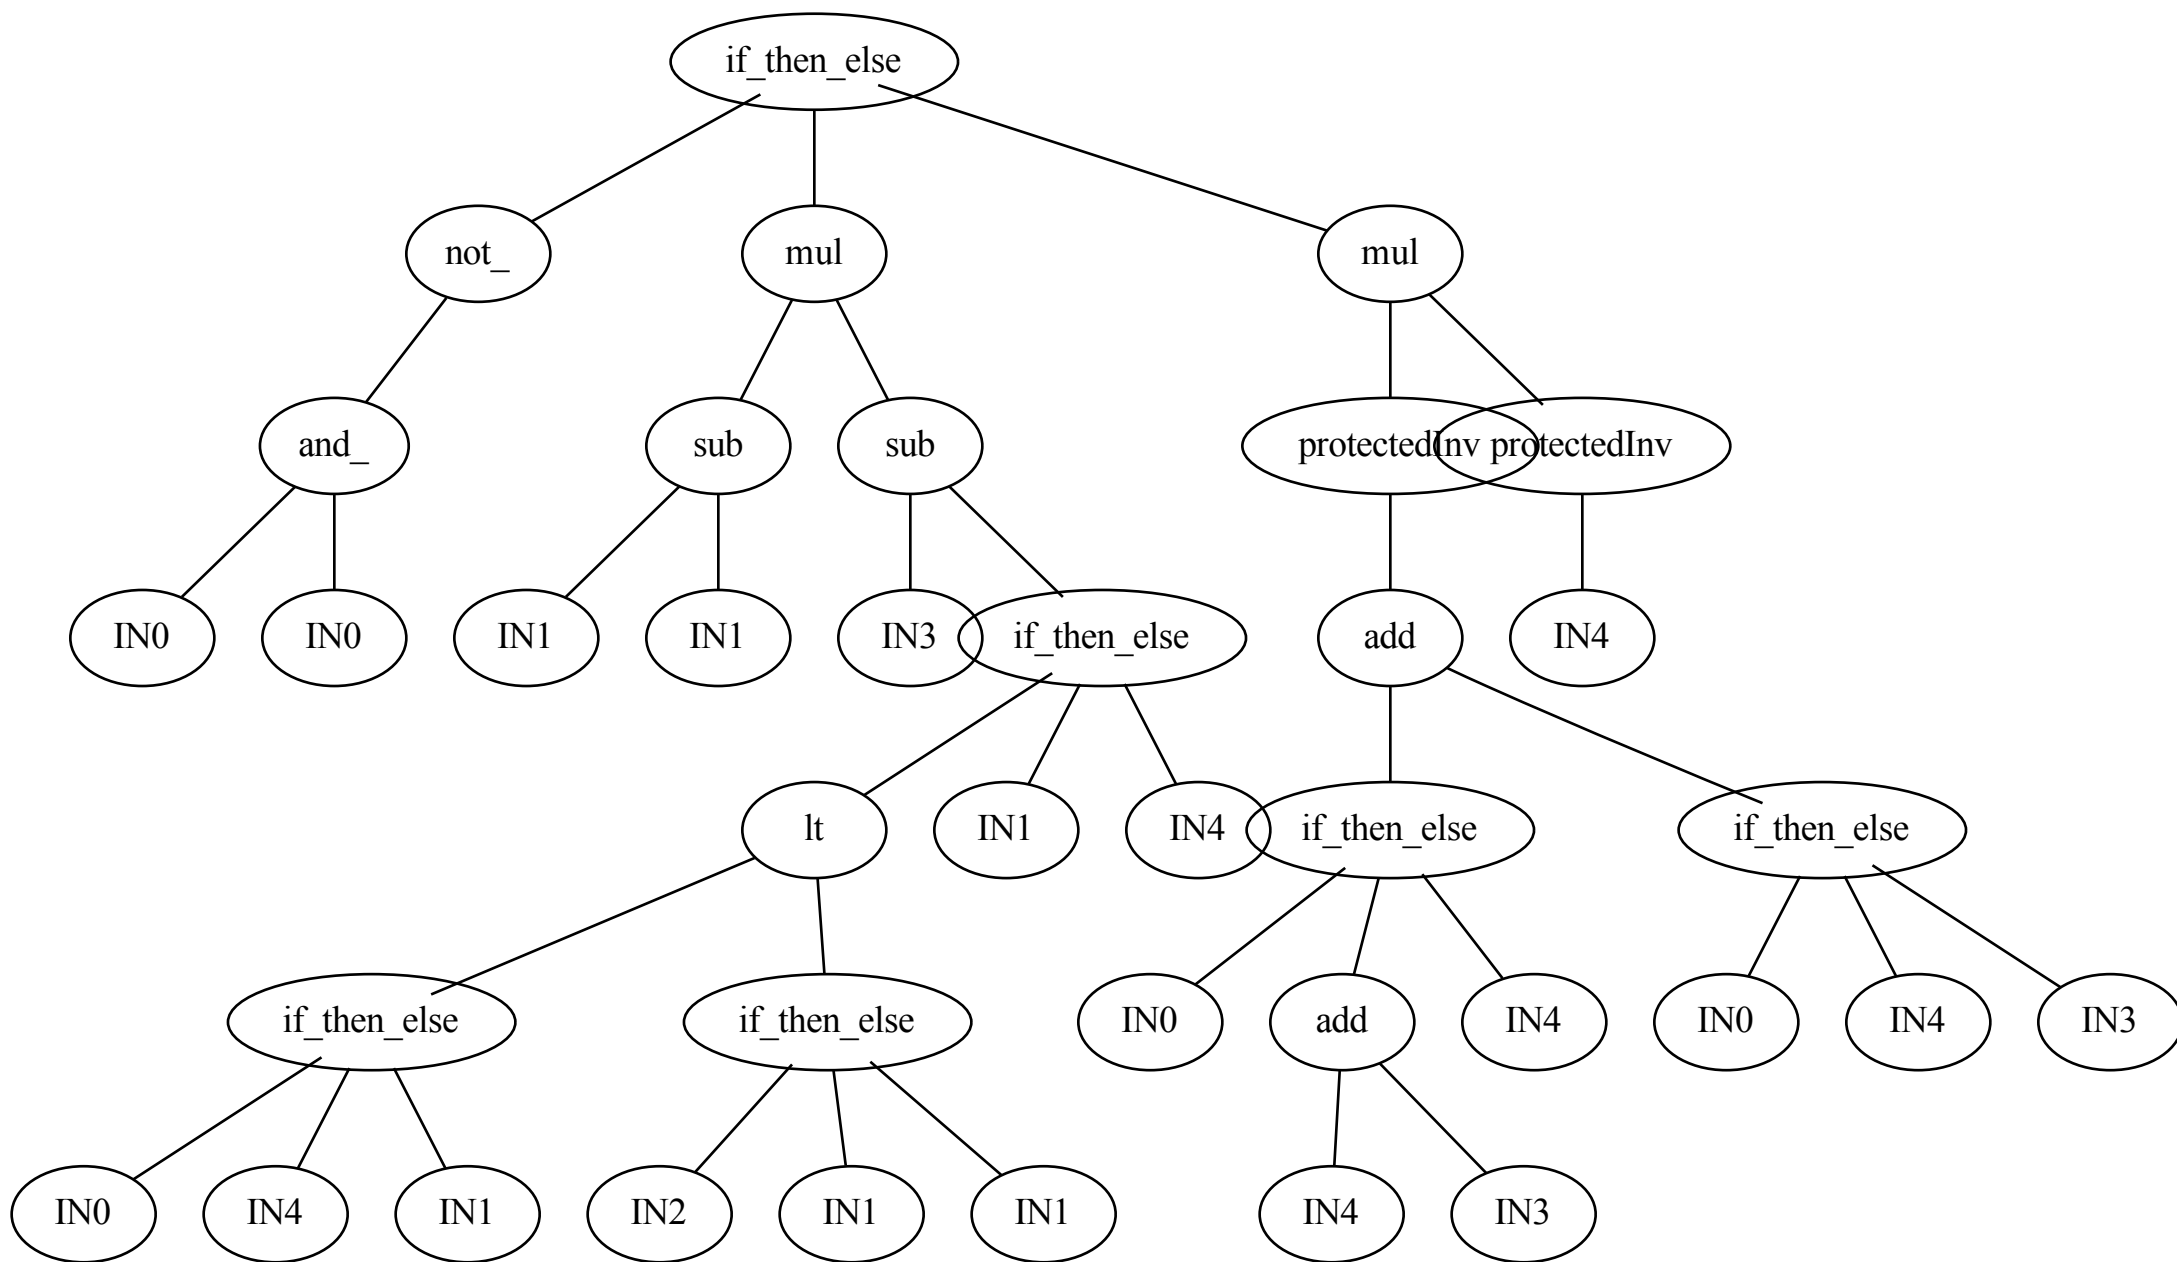 if_then_else
not_ mul mul
and_ sub sub protectedInv protectedInv
IN0 IN0 IN1 IN1 IN3 if_then_else add IN4
lt IN1 IN4 if_then_else if_then_else
if_then_else if_then_else IN0 add IN4 IN0 IN4 IN3
IN0 IN4 IN1 IN2 IN1 IN1 IN4 IN3